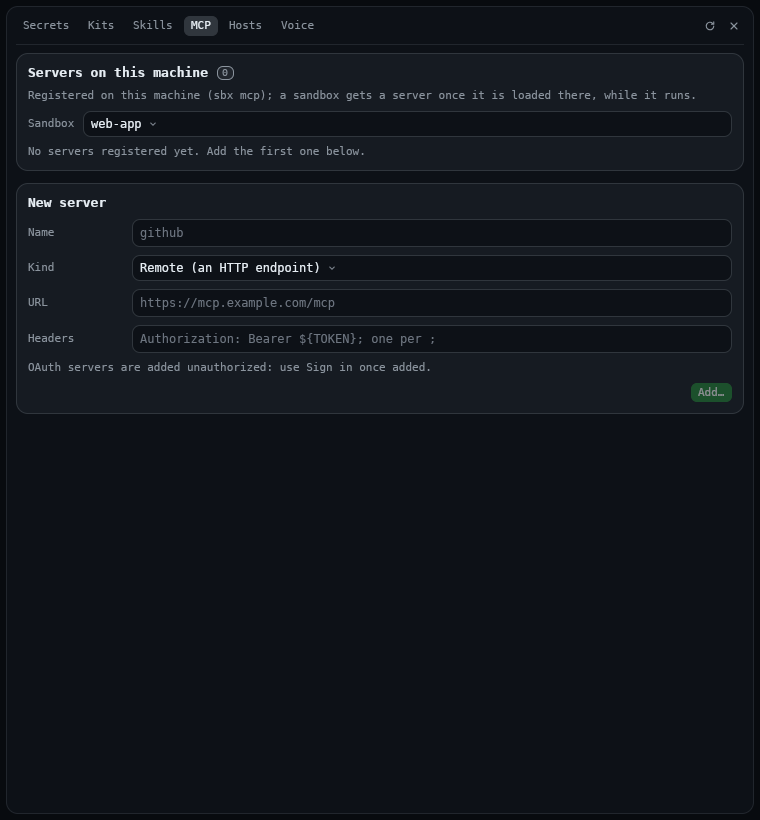 Secrets Kits Skills MCP Hosts Voice
Servers on this machine 0
Registered on this machine (sbx mcp); a sandbox gets a server once it is loaded there, while it runs.
Sandbox web-app
No servers registered yet. Add the first one below.
New server
Name github
Kind Remote (an HTTP endpoint)
URL https://mcp.example.com/mcp
Headers Authorization: Bearer ${TOKEN}; one per ;
OAuth servers are added unauthorized: use Sign in once added.
Add…